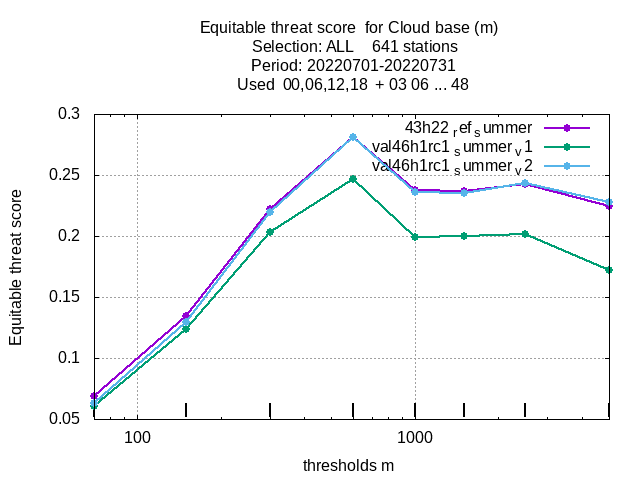 Equitable threat score for Cloud base (m)
Selection: ALL 641 stations
Period: 20220701-20220731
Used 00,06,12,18 + 03 06 ... 48
0.3
0.25
0.2
0.15
0.1
0.05
Equitable threat score
43h22 ref summer
val46h1rc1 summer v1
val46h1rc1 summer v2
100
1000
thresholds m